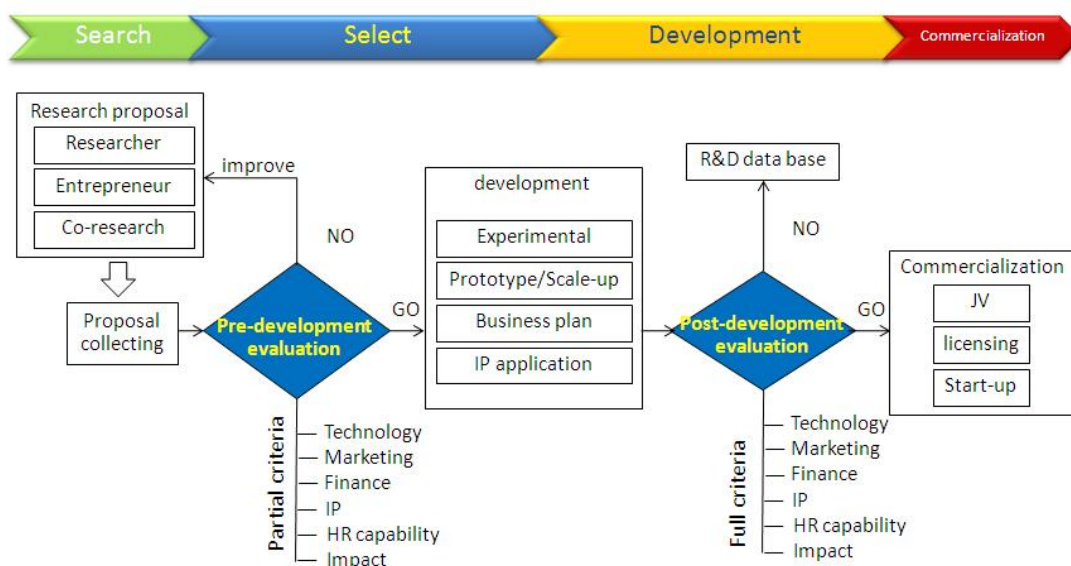 Search
Select
Development
Commercialization
Research proposal
Researcher
Entrepreneur
Co-research
improve
NO
Proposal
collecting
Pre-development
evaluation
GO
development
Experimental
Prototype/Scale-up
Business plan
IP application
R&D data base
NO
Post-development
evaluation
GO
Commercialization
JV
licensing
Start-up
Partial criteria
Technology
Marketing
Finance
IP
HR capability
Impact
Full criteria
Technology
Marketing
Finance
IP
HR capability
Impact